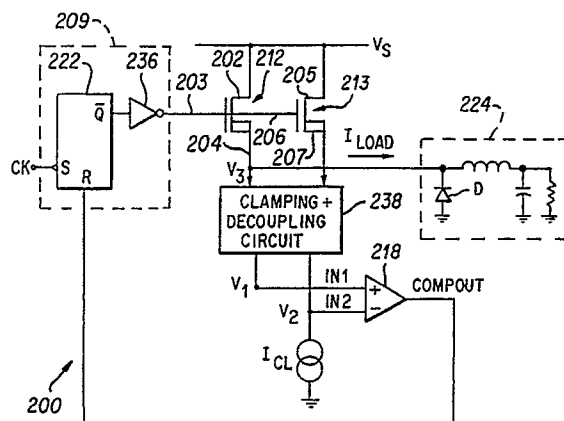 209
222
236
203
202
212
205
213
V_S
Q̅
206
204
207
I_LOAD
224
CK
S
R
V_3
D
CLAMPING +
DECOUPLING
CIRCUIT
238
218
V_1
IN1
+
COMPOUT
V_2
IN2
−
I_CL
200